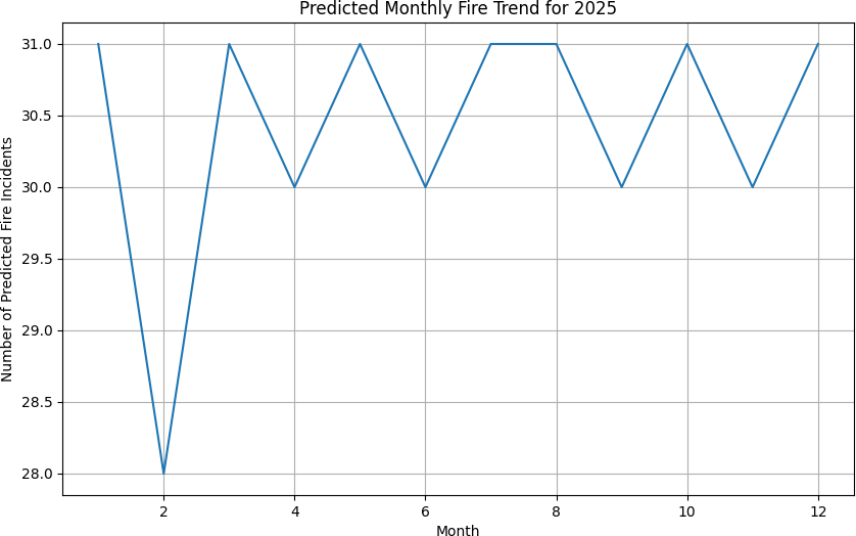 Predicted Monthly Fire Trend for 2025
Number of Predicted Fire Incidents
31.0
30.5
30.0
29.5
29.0
28.5
28.0
2 4 6 8 10 12
Month